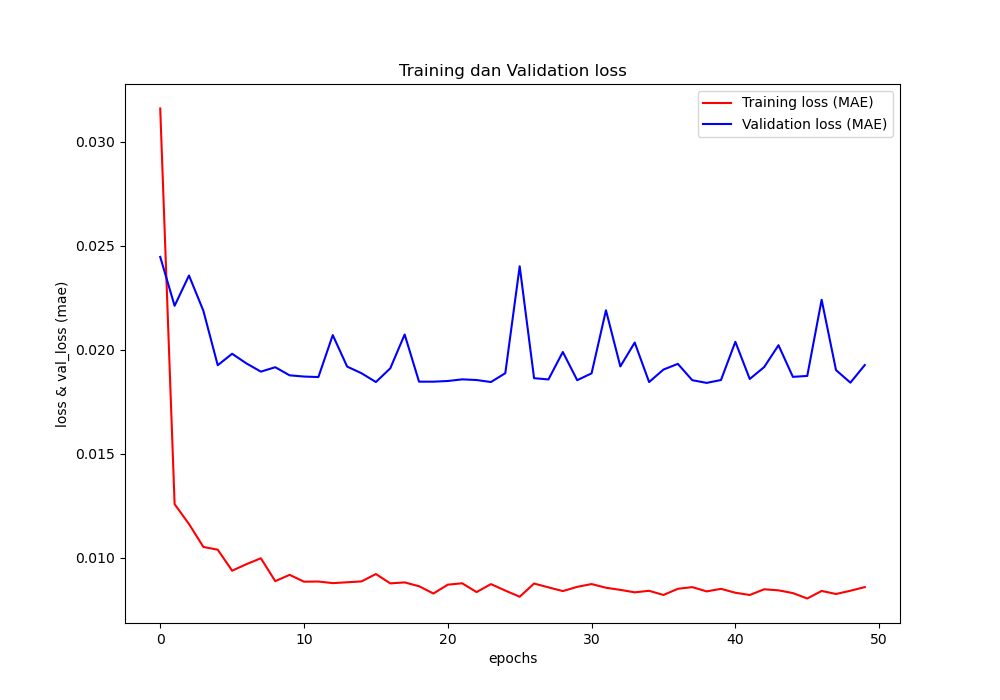 Training dan Validation loss
Training loss (MAE)
Validation loss (MAE)
loss & val_loss (mae)
0.030
0.025
0.020
0.015
0.010
0 10 20 30 40 50
epochs